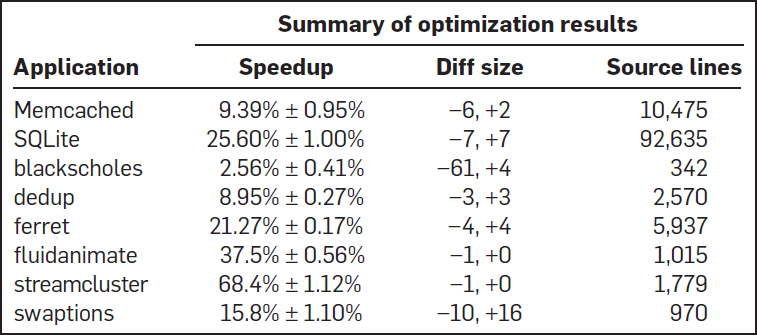 Summary of optimization results
Application Speedup Diff size Source lines
Memcached 9.39% ± 0.95% –6, +2 10,475
SQLite 25.60% ± 1.00% –7, +7 92,635
blackscholes 2.56% ± 0.41% –61, +4 342
dedup 8.95% ± 0.27% –3, +3 2,570
ferret 21.27% ± 0.17% –4, +4 5,937
fluidanimate 37.5% ± 0.56% –1, +0 1,015
streamcluster 68.4% ± 1.12% –1, +0 1,779
swaptions 15.8% ± 1.10% –10, +16 970